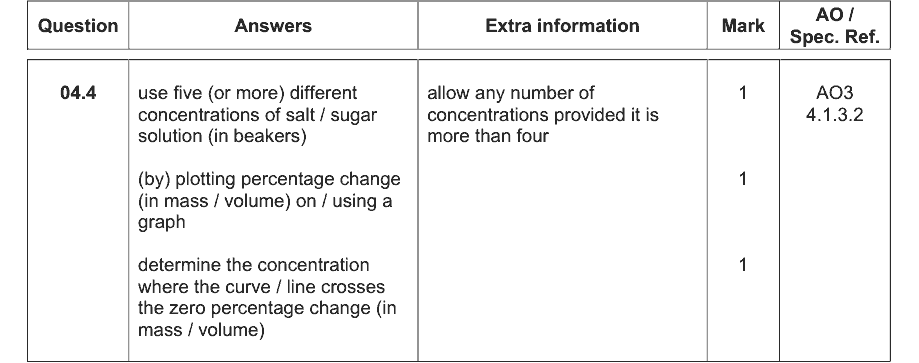 Question Answers Extra information Mark AO /
Spec. Ref.
04.4 use five (or more) different allow any number of 1 AO3
concentrations of salt / sugar concentrations provided it is 4.1.3.2
solution (in beakers) more than four
(by) plotting percentage change 1
(in mass / volume) on / using a
graph
determine the concentration 1
where the curve / line crosses
the zero percentage change (in
mass / volume)